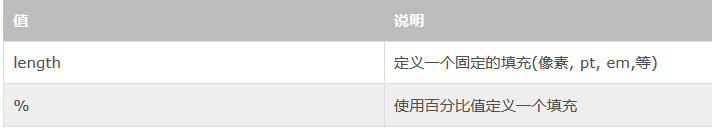 值 说明
length 定义一个固定的填充(像素, pt, em,等)
% 使用百分比值定义一个填充